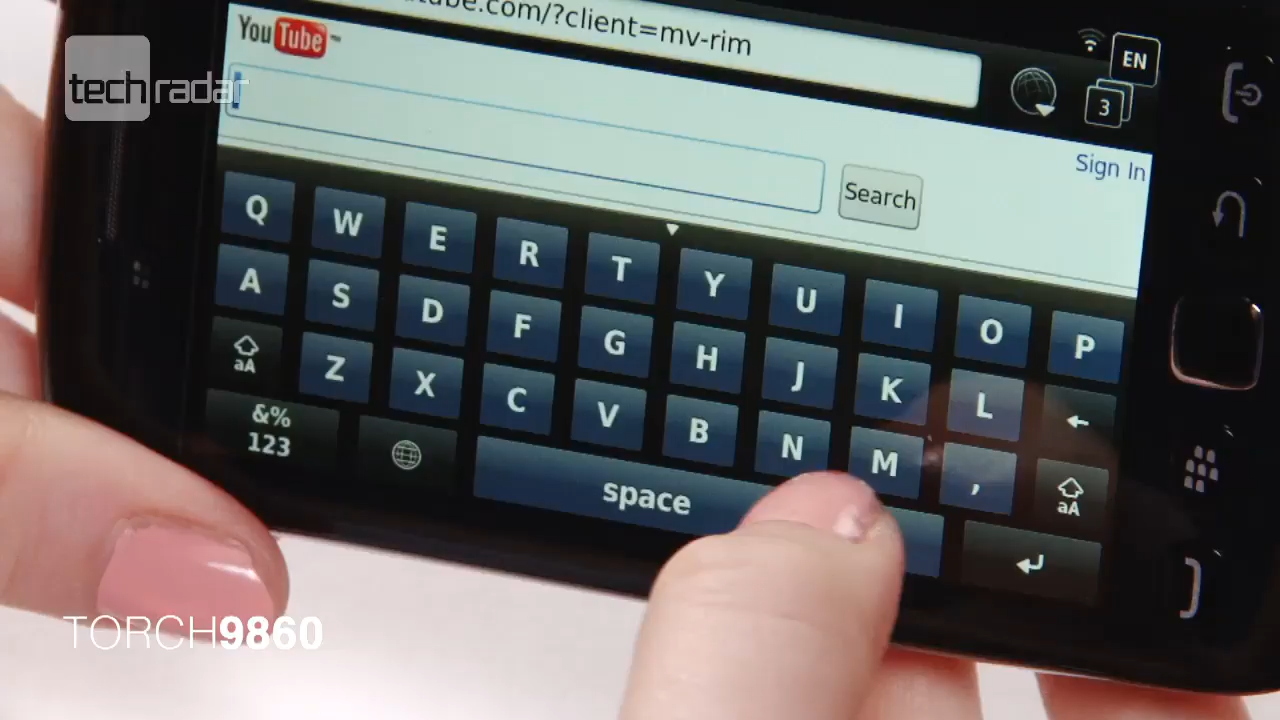 tube.com/?client=mv-rim
EN
3
YouTube
techradar
Sign In
Search
Q W E R T Y U I O P
A S D F G H J K L
aA Z X C V B N M , aA
&% 123
space
TORCH9860